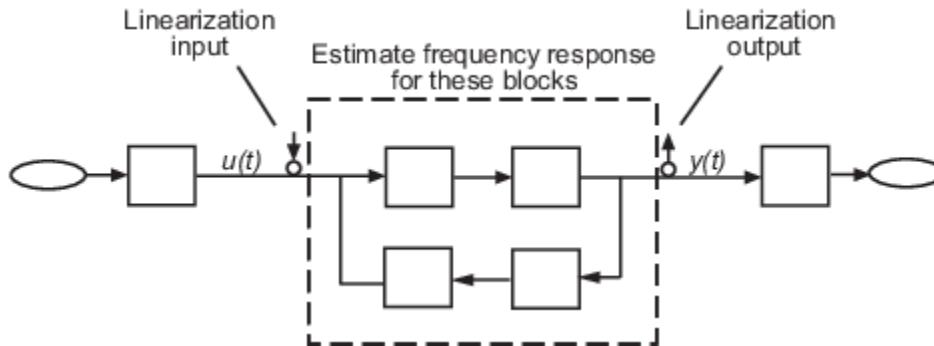 Linearization
input
Estimate frequency response
for these blocks
Linearization
output
u(t)
y(t)